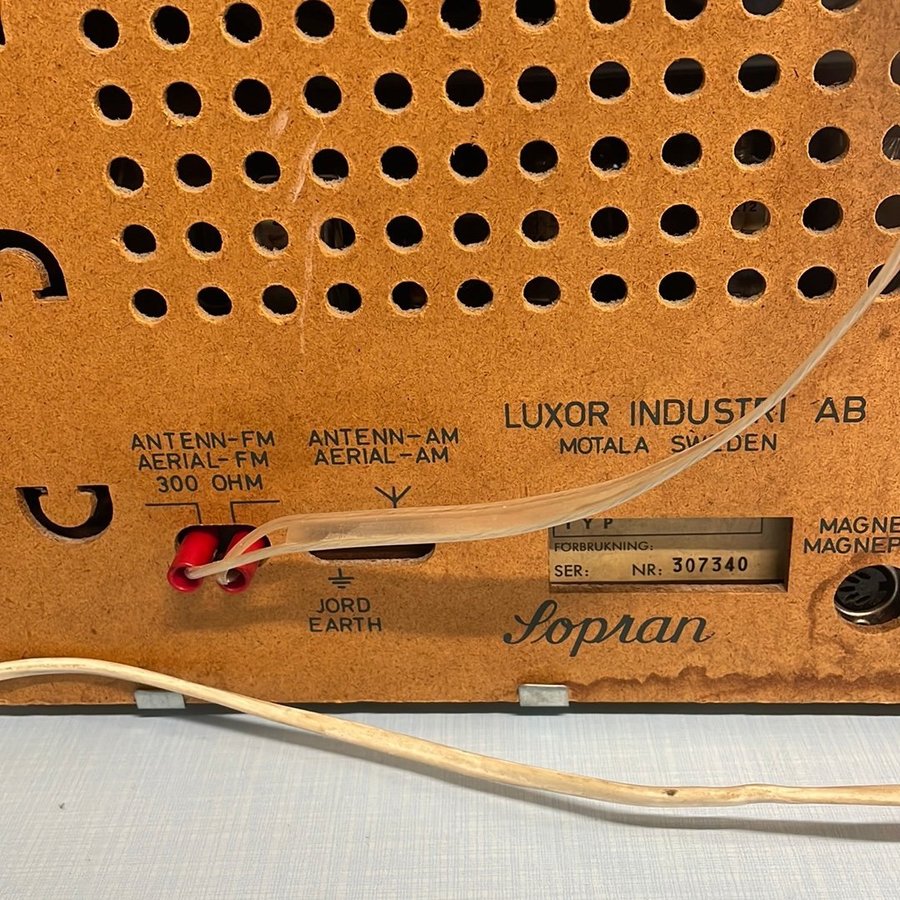 ANTENN-FM
AERIAL-FM
300 OHM
ANTENN-AM
AERIAL-AM
JORD
EARTH
LUXOR INDUSTRI AB
MOTALA SWEDEN
TYP
FÖRBRUKNING:
SER: NR: 307340
Sopran
MAGNE
MAGNEP
12